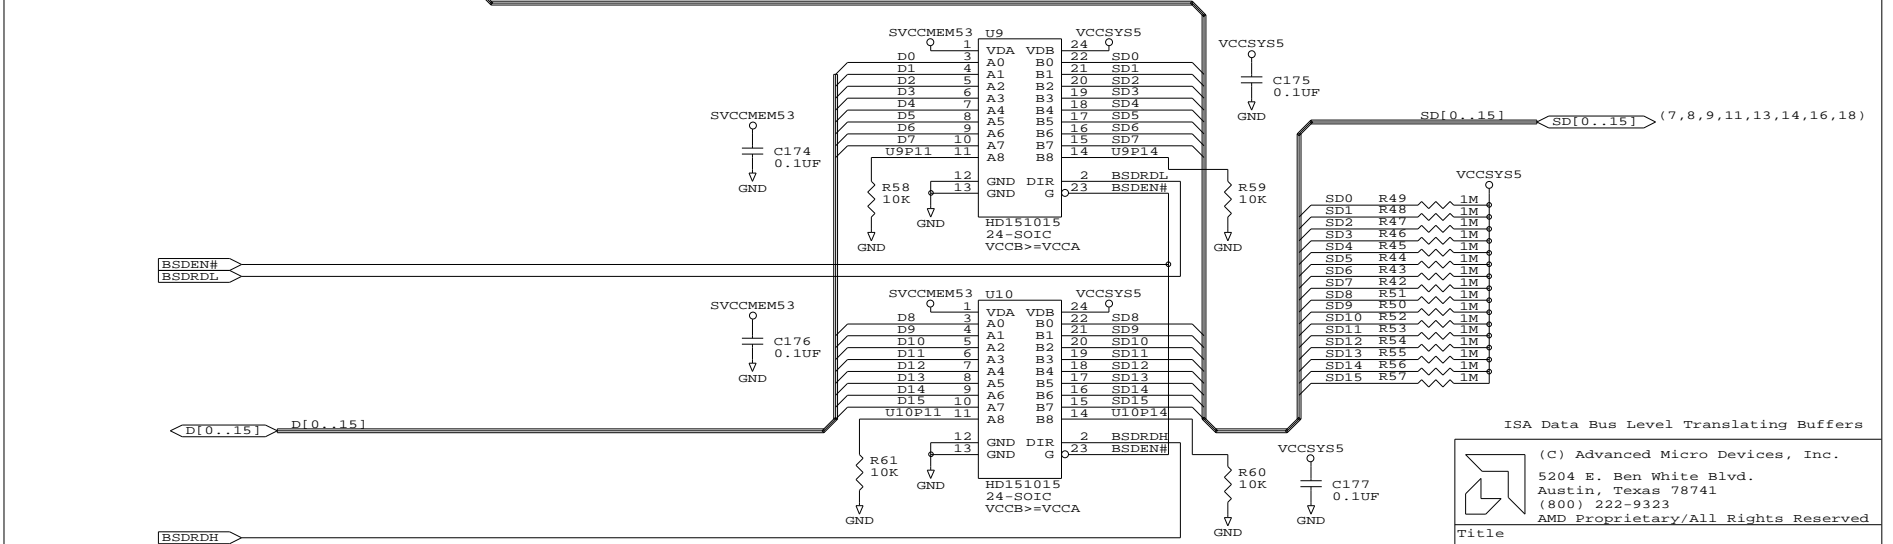 SVCCMEM53 U9 VCCSYS5
1 VDA VDB 24
D0 3 A0 B0 22 SD0
D1 4 A1 B1 21 SD1
D2 5 A2 B2 20 SD2
D3 6 A3 B3 19 SD3
D4 7 A4 B4 18 SD4
D5 8 A5 B5 17 SD5
D6 9 A6 B6 16 SD6
D7 10 A7 B7 15 SD7
U9P11 11 A8 B8 14 U9P14
12 GND DIR 2 BSDRDL
13 GND G 23 BSDEN#
HD151015
24-SOIC
VCCB>=VCCA
SVCCMEM53
C174
0.1UF
GND
R58
10K
GND
GND
R59
10K
GND
VCCSYS5
C175
0.1UF
GND
SD[0..15] SD[0..15] (7,8,9,11,13,14,16,18)
VCCSYS5
SD0 R49 1M
SD1 R48 1M
SD2 R47 1M
SD3 R46 1M
SD4 R45 1M
SD5 R44 1M
SD6 R43 1M
SD7 R42 1M
SD8 R51 1M
SD9 R50 1M
SD10 R52 1M
SD11 R53 1M
SD12 R54 1M
SD13 R55 1M
SD14 R56 1M
SD15 R57 1M
BSDEN#
BSDRDL
SVCCMEM53 U10 VCCSYS5
1 VDA VDB 24
D8 3 A0 B0 22 SD8
D9 4 A1 B1 21 SD9
D10 5 A2 B2 20 SD10
D11 6 A3 B3 19 SD11
D12 7 A4 B4 18 SD12
D13 8 A5 B5 17 SD13
D14 9 A6 B6 16 SD14
D15 10 A7 B7 15 SD15
U10P11 11 A8 B8 14 U10P14
12 GND DIR 2 BSDRDH
13 GND G 23 BSDEN#
HD151015
24-SOIC
VCCB>=VCCA
SVCCMEM53
C176
0.1UF
GND
D[0..15] D[0..15]
R61
10K
GND
GND
R60
10K
GND
VCCSYS5
C177
0.1UF
GND
BSDRDH
ISA Data Bus Level Translating Buffers
(C) Advanced Micro Devices, Inc.
5204 E. Ben White Blvd.
Austin, Texas 78741
(800) 222-9323
AMD Proprietary/All Rights Reserved
Title